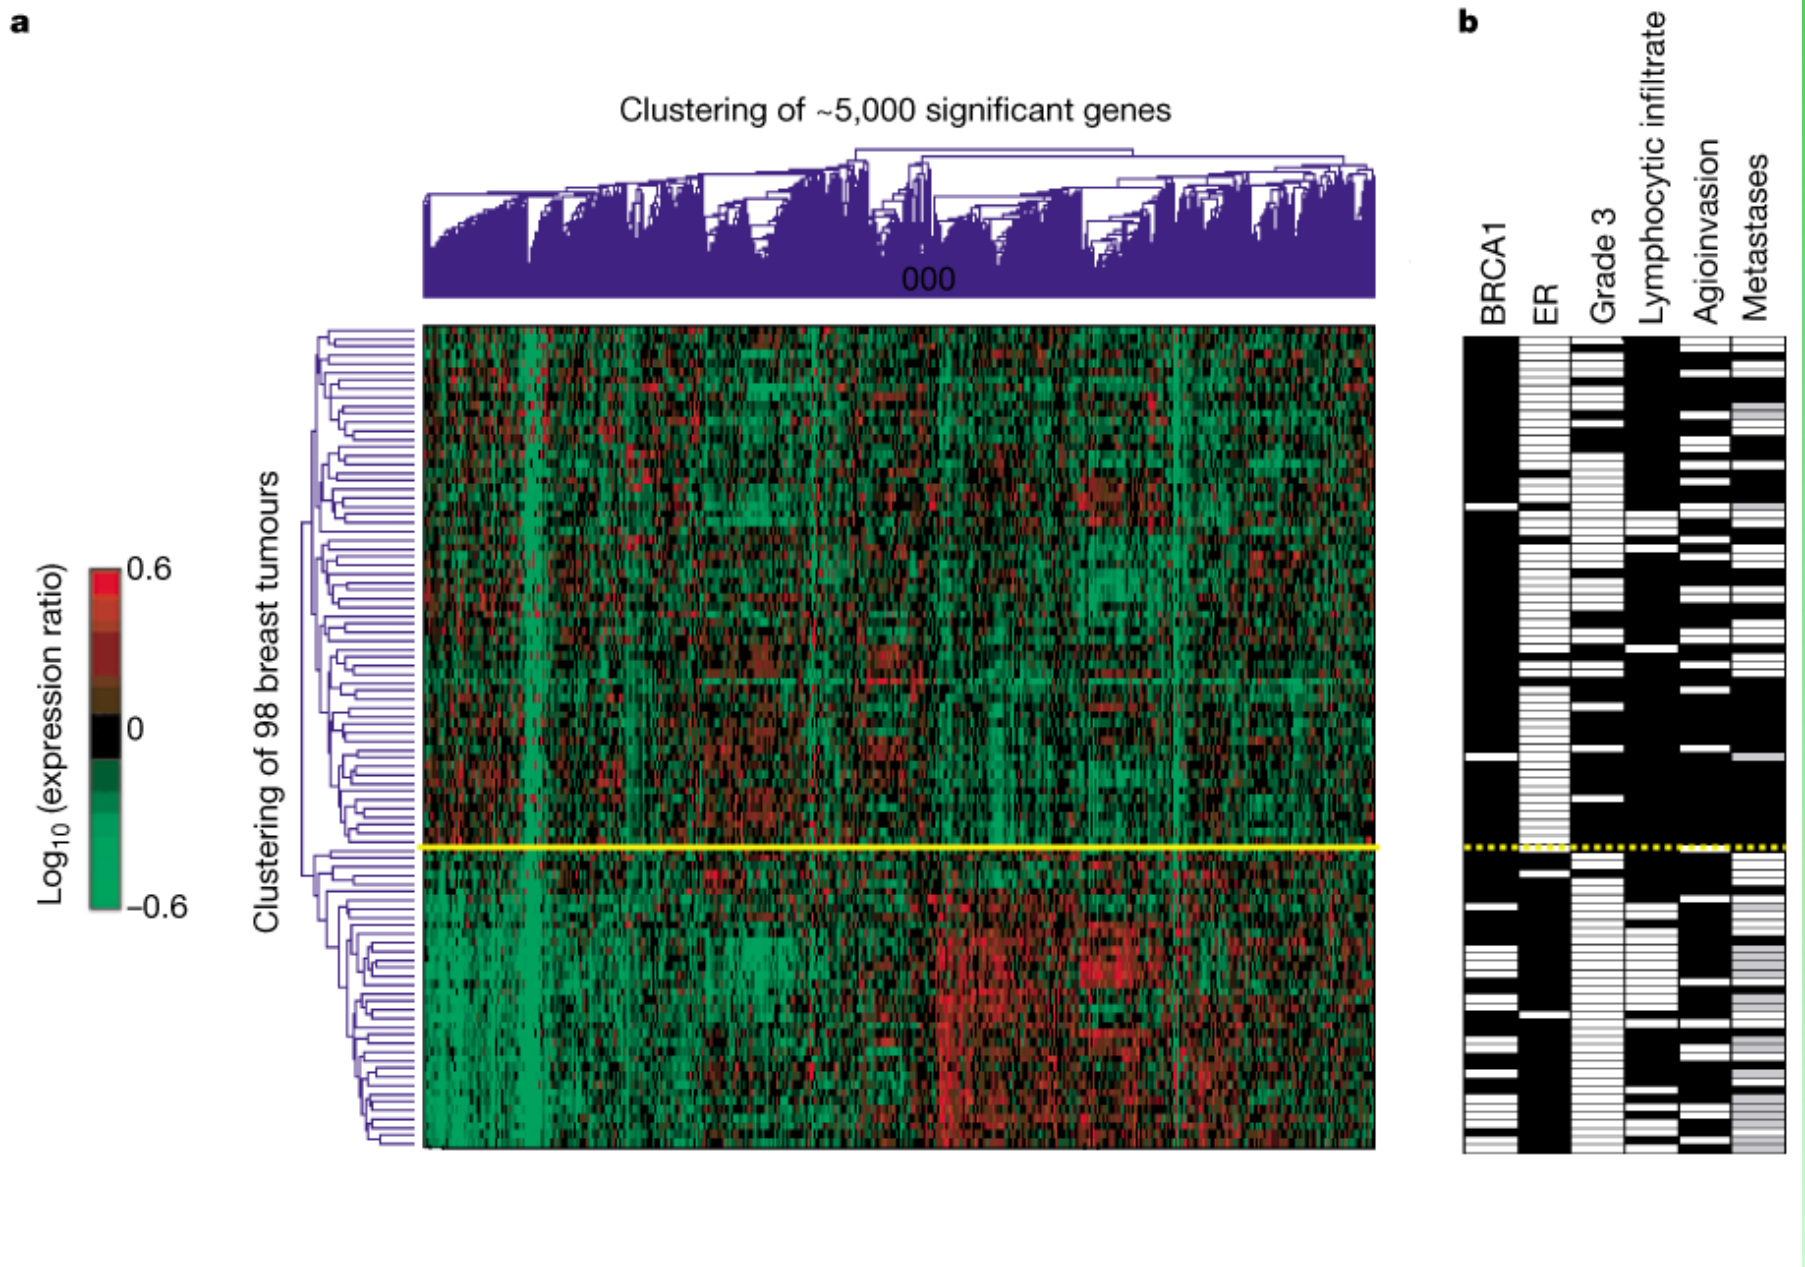 a
Clustering of ~5,000 significant genes
000
Clustering of 98 breast tumours
Log10 (expression ratio)
0.6
0
–0.6
b
BRCA1
ER
Grade 3
Lymphocytic infiltrate
Agioinvasion
Metastases